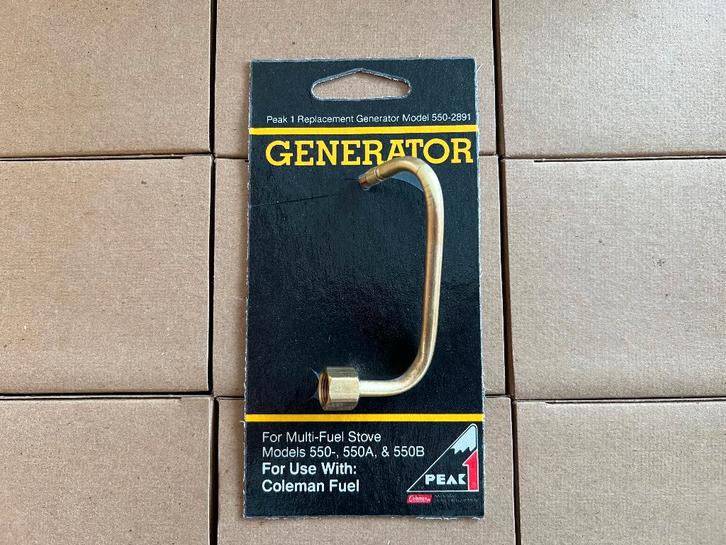 Peak 1 Replacement Generator Model 550-2891
GENERATOR
For Multi-Fuel Stove
Models 550-, 550A, & 550B
For Use With:
Coleman Fuel
PEAK 1
Coleman